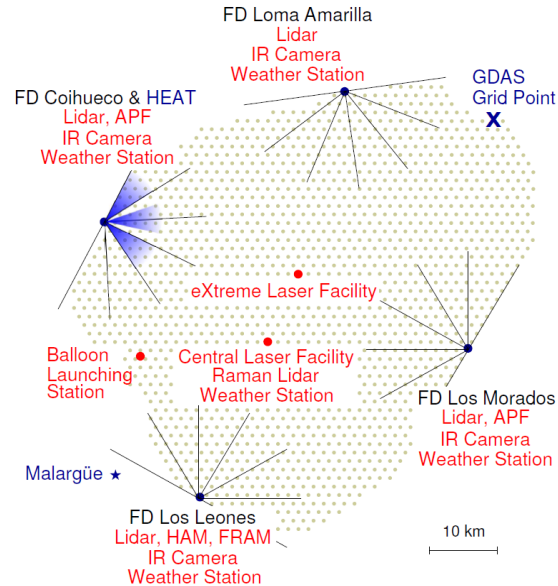 FD Loma Amarilla
Lidar
IR Camera
Weather Station
GDAS
Grid Point
X
FD Coihueco & HEAT
Lidar, APF
IR Camera
Weather Station
eXtreme Laser Facility
Balloon
Launching
Station
Central Laser Facility
Raman Lidar
Weather Station
FD Los Morados
Lidar, APF
IR Camera
Weather Station
Malargüe
FD Los Leones
Lidar, HAM, FRAM
IR Camera
Weather Station
10 km